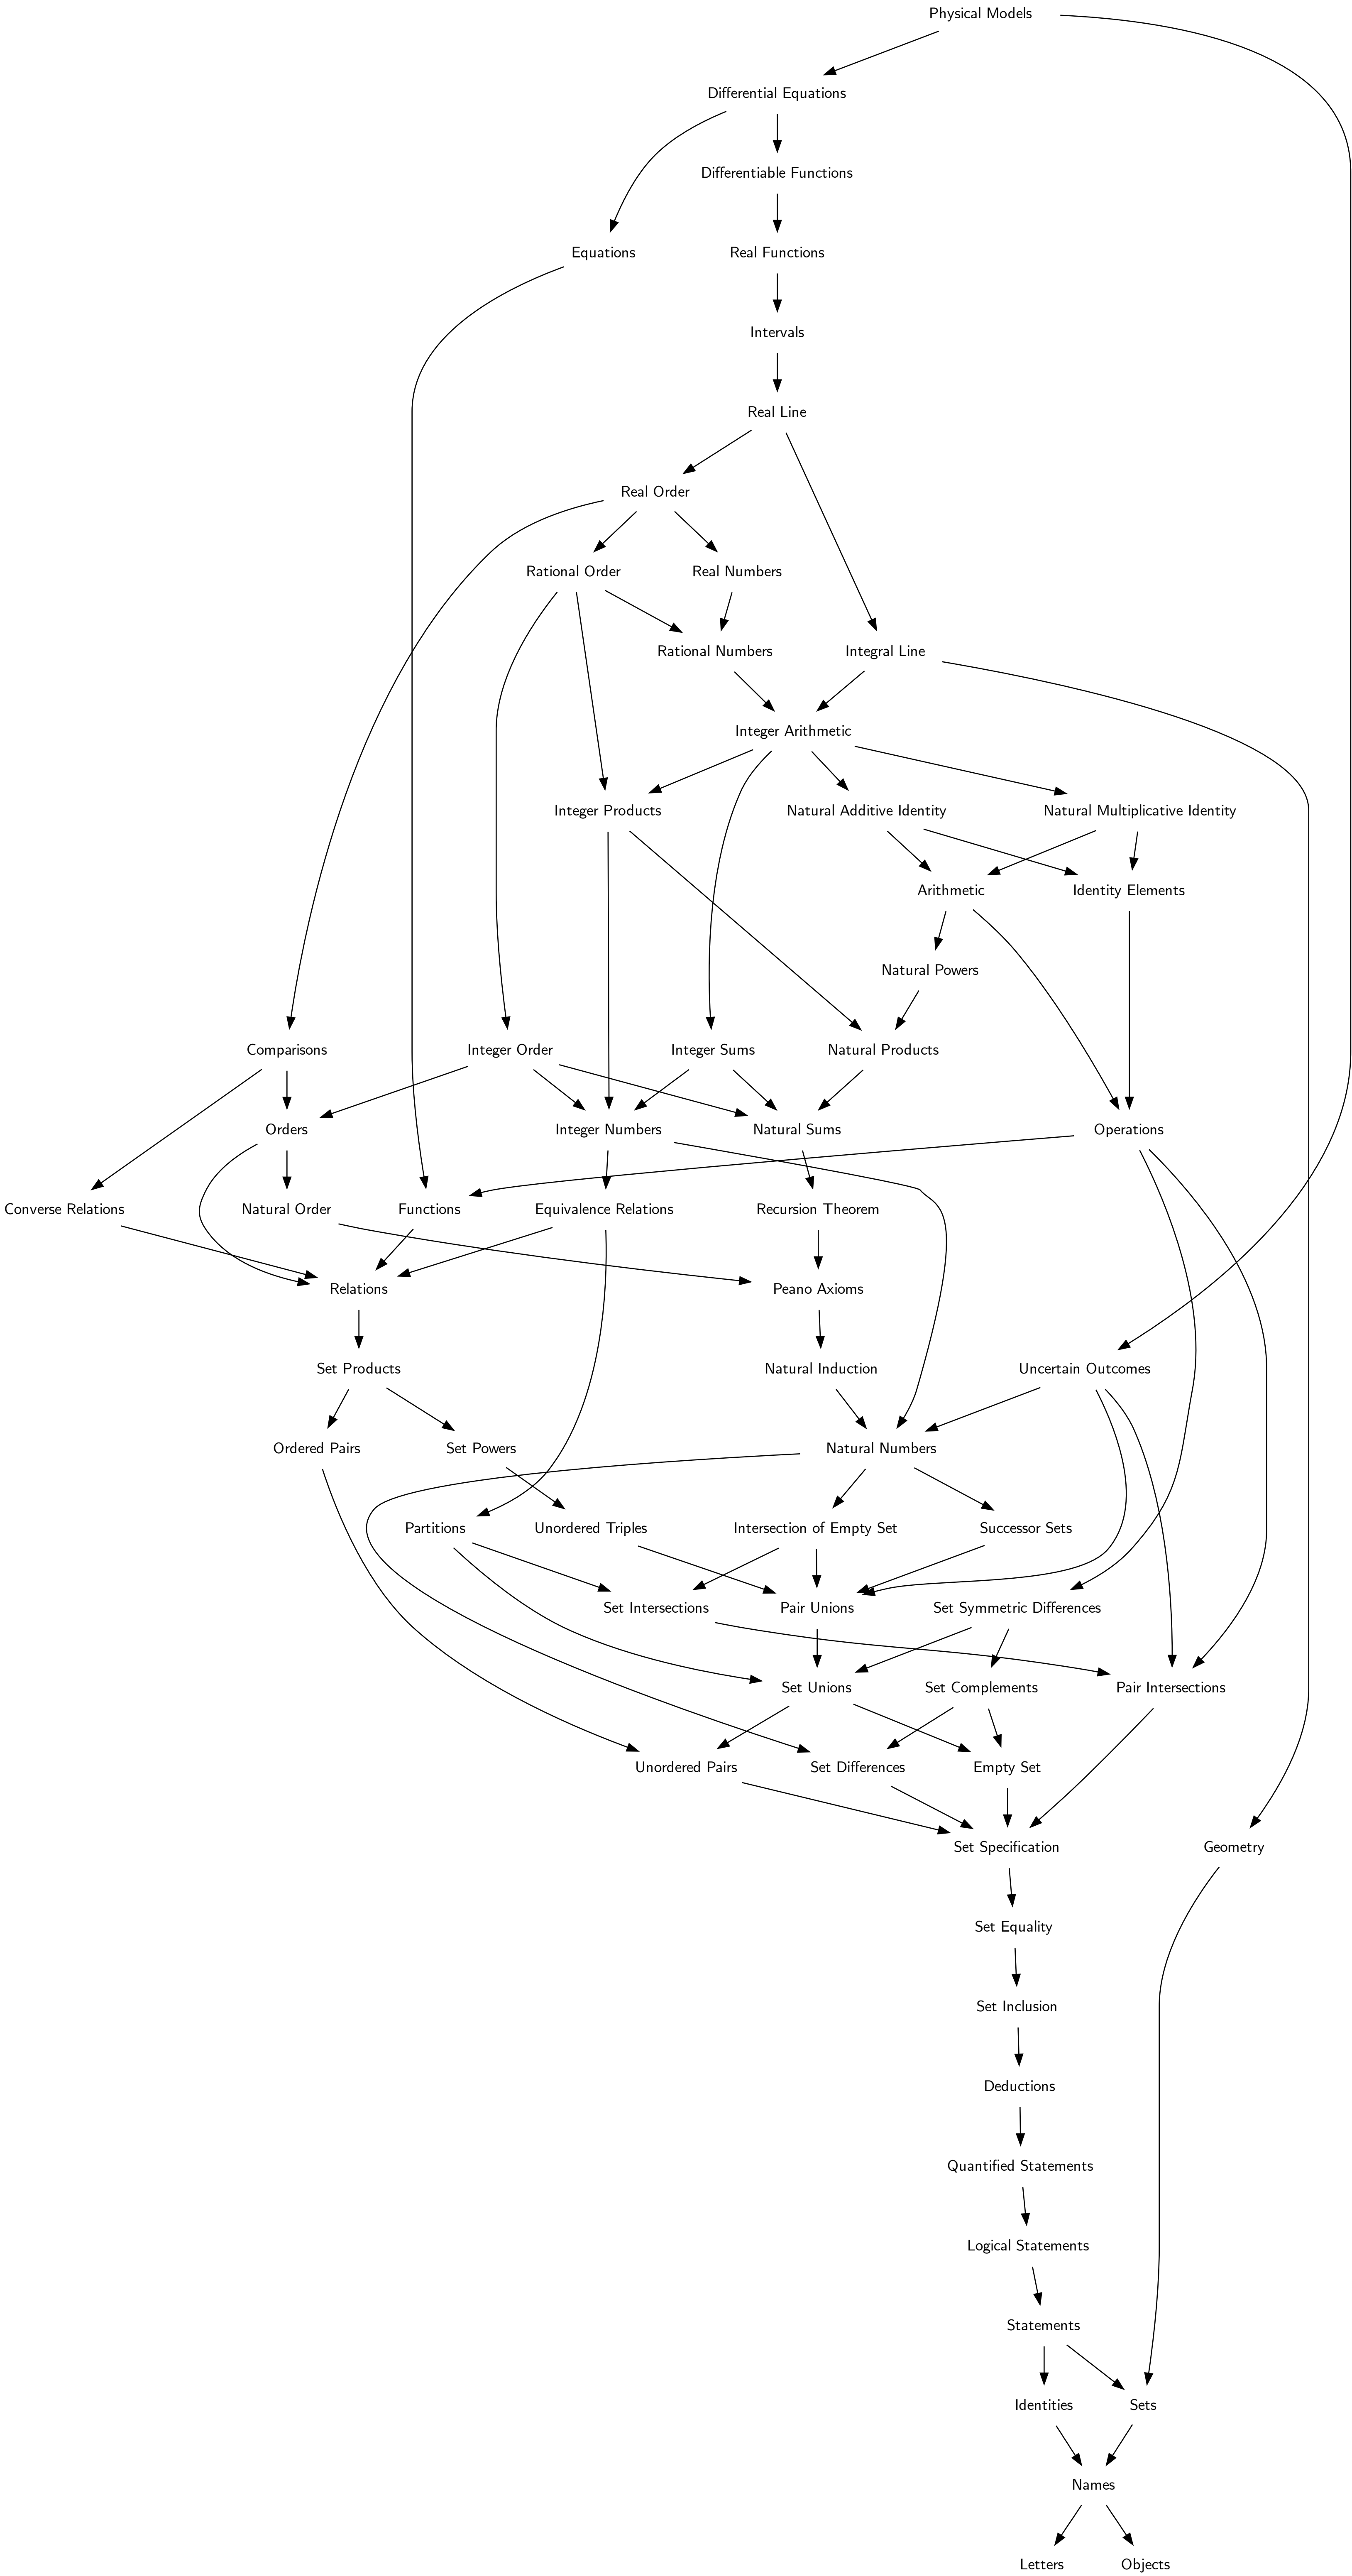 Physical Models
Differential Equations
Differentiable Functions
Equations
Real Functions
Intervals
Real Line
Real Order
Rational Order
Real Numbers
Rational Numbers
Integral Line
Integer Arithmetic
Integer Products
Natural Additive Identity
Natural Multiplicative Identity
Arithmetic
Identity Elements
Natural Powers
Comparisons
Integer Order
Integer Sums
Natural Products
Orders
Integer Numbers
Natural Sums
Operations
Converse Relations
Natural Order
Functions
Equivalence Relations
Recursion Theorem
Relations
Peano Axioms
Set Products
Natural Induction
Uncertain Outcomes
Ordered Pairs
Set Powers
Natural Numbers
Partitions
Unordered Triples
Intersection of Empty Set
Successor Sets
Set Intersections
Pair Unions
Set Symmetric Differences
Set Unions
Set Complements
Pair Intersections
Unordered Pairs
Set Differences
Empty Set
Set Specification
Geometry
Set Equality
Set Inclusion
Deductions
Quantified Statements
Logical Statements
Statements
Identities
Sets
Names
Letters
Objects